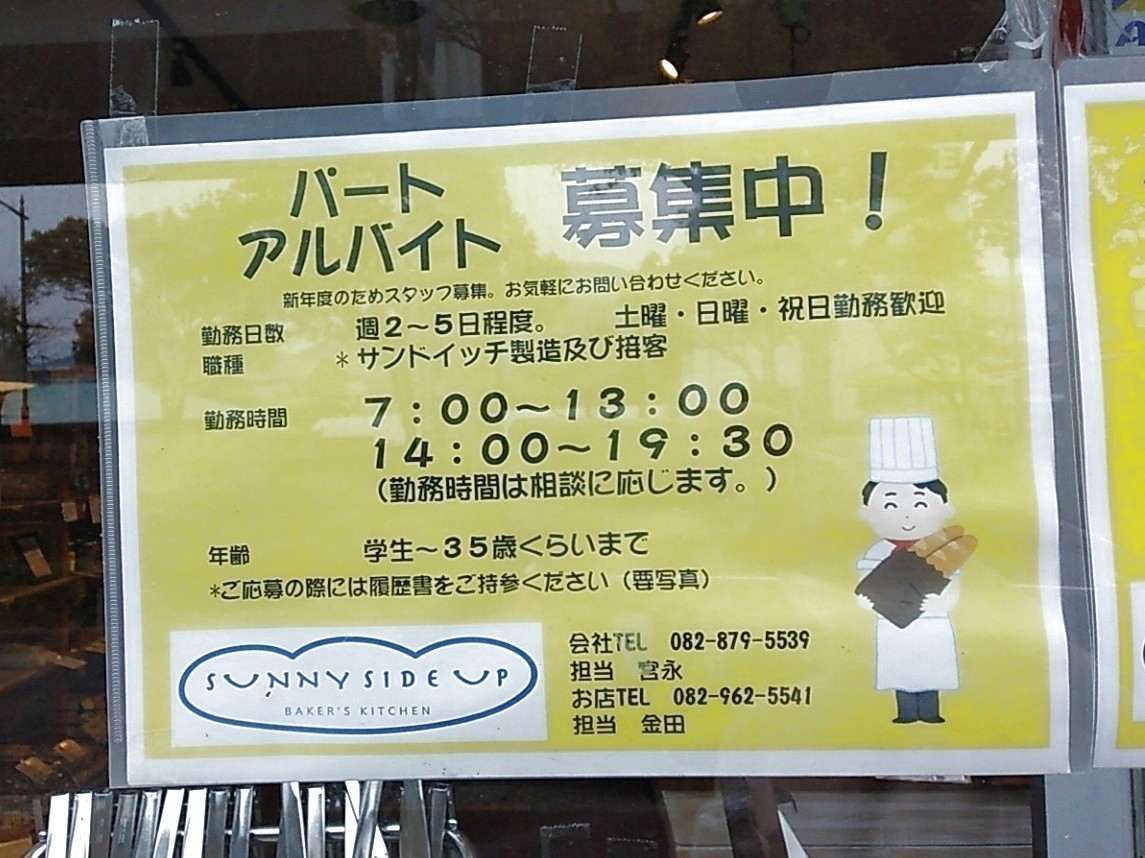 パート
アルバイト
募集中！
新年度のためスタッフ募集。お気軽にお問い合わせください。
勤務日数 週２～５日程度。 土曜・日曜・祝日勤務歓迎
職種 ＊サンドイッチ製造及び接客
勤務時間 ７：００～１３：００
１４：００～１９：３０
（勤務時間は相談に応じます。）
年齢 学生～３５歳くらいまで
*ご応募の際には履歴書をご持参ください（要写真）
SUNNY SIDE UP
BAKER'S KITCHEN
会社TEL 082-879-5539
担当 宮永
お店TEL 082-962-5541
担当 金田